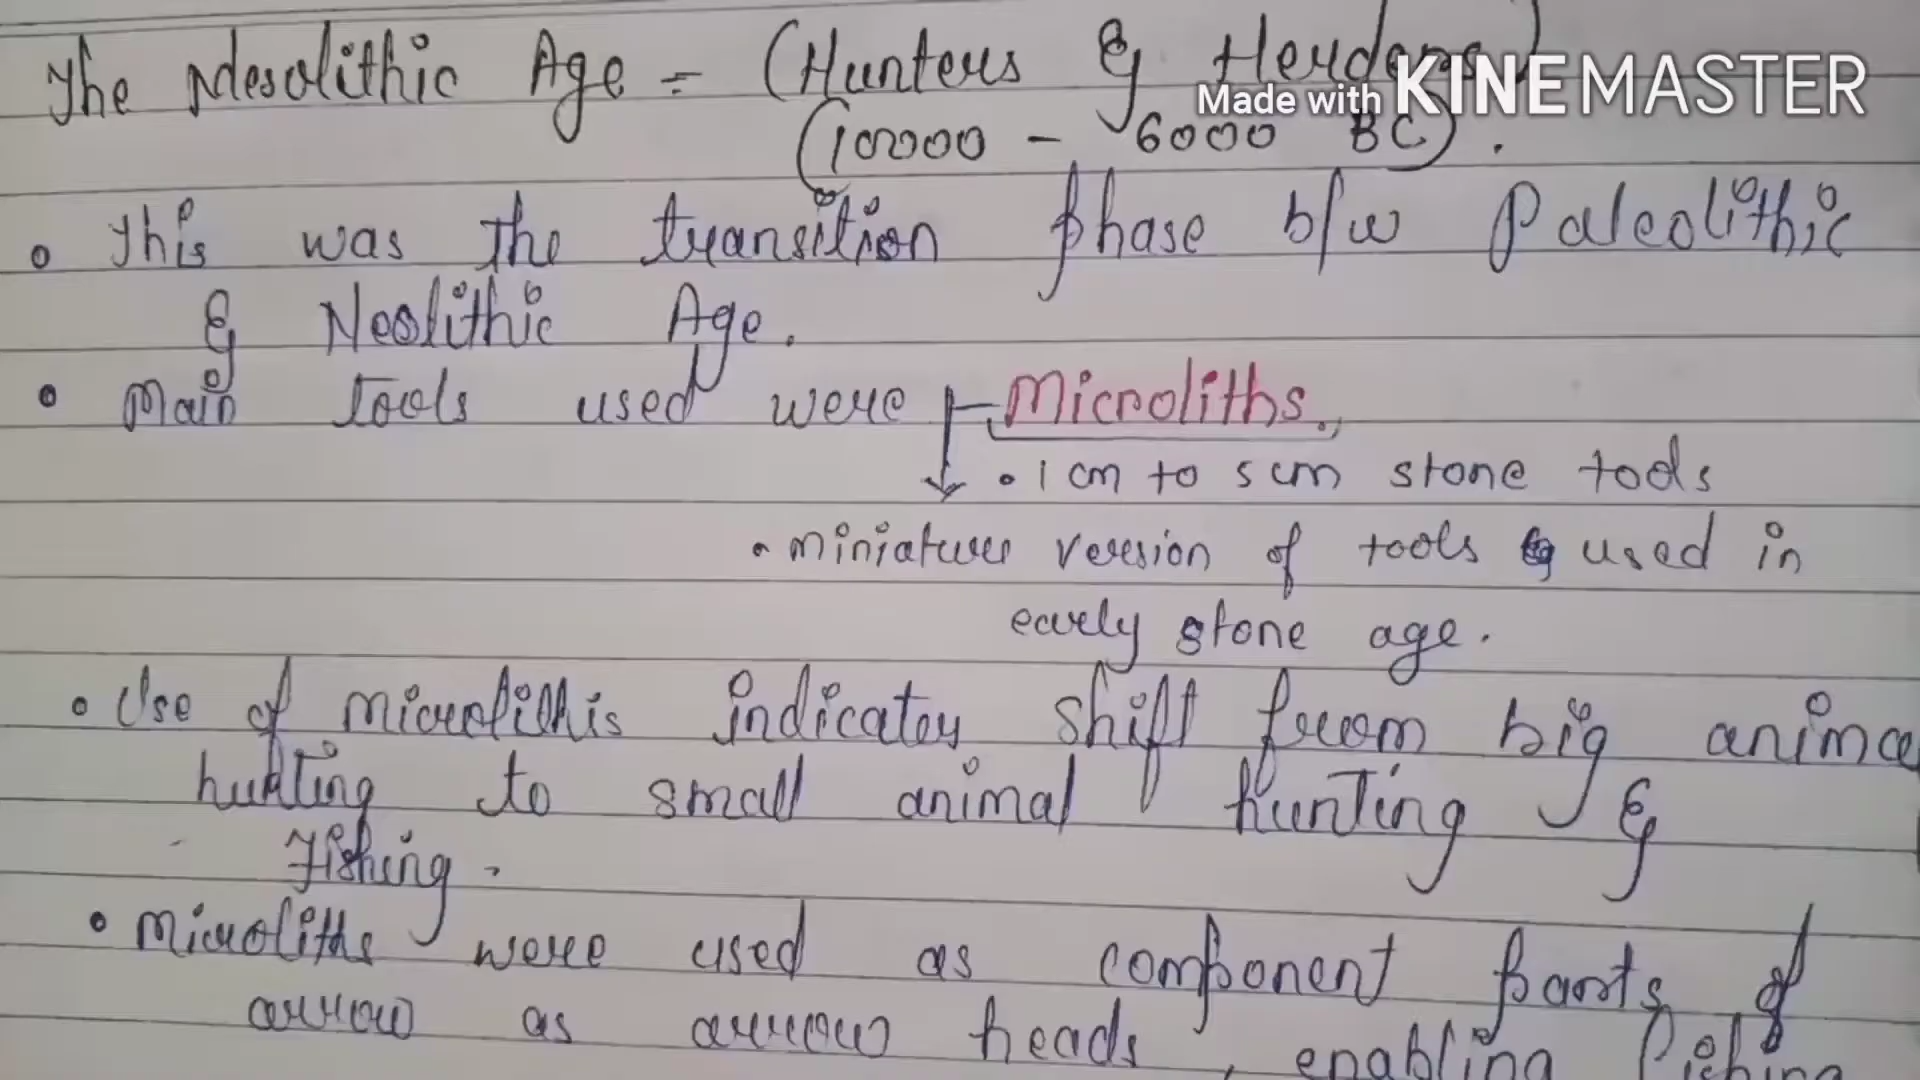 The Mesolithic Age - (Hunters & Herders)
Made with KINEMASTER
(10000 - 6000 BC).
• This was the transition phase b/w Paleolithic
& Neolithic Age.
• Main tools used were - Microliths.
• 1 cm to 5 cm stone tools
• miniature version of tools used in
early stone age.
• Use of microliths indicates shift from big animal
hunting to small animal hunting &
Fishing.
• Microliths were used as component parts of
arrow as arrow heads, enabling fishing